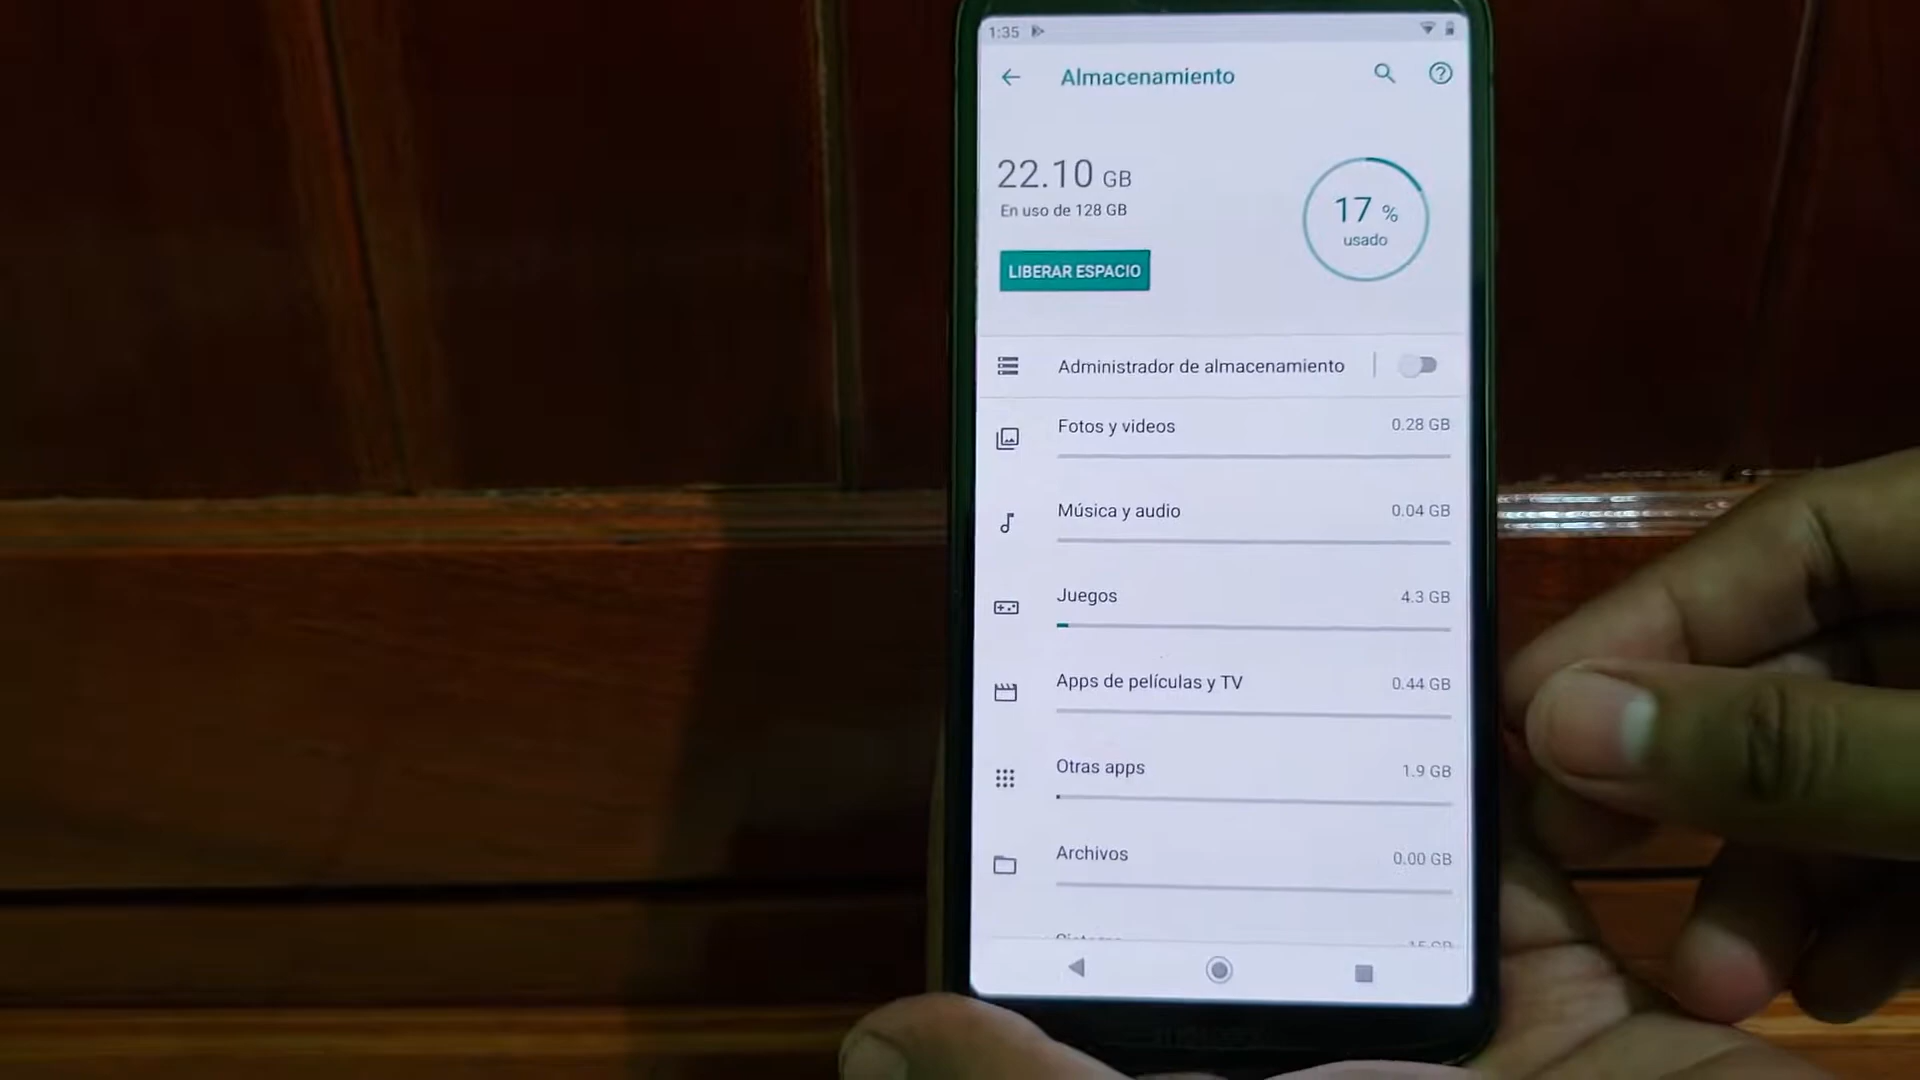 1:35
Almacenamiento
22.10 GB
En uso de 128 GB
17 %
usado
LIBERAR ESPACIO
Administrador de almacenamiento
Fotos y videos 0.28 GB
Música y audio 0.04 GB
Juegos 4.3 GB
Apps de películas y TV 0.44 GB
Otras apps 1.9 GB
Archivos 0.00 GB